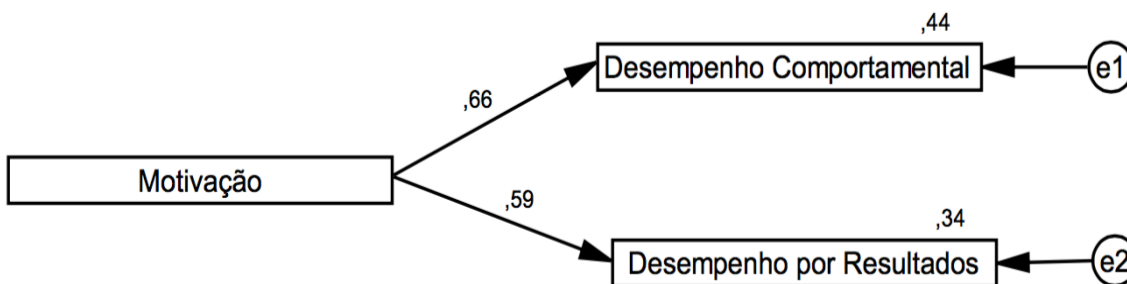 ,44
Desempenho Comportamental
e1
,66
Motivação
,59
,34
Desempenho por Resultados
e2